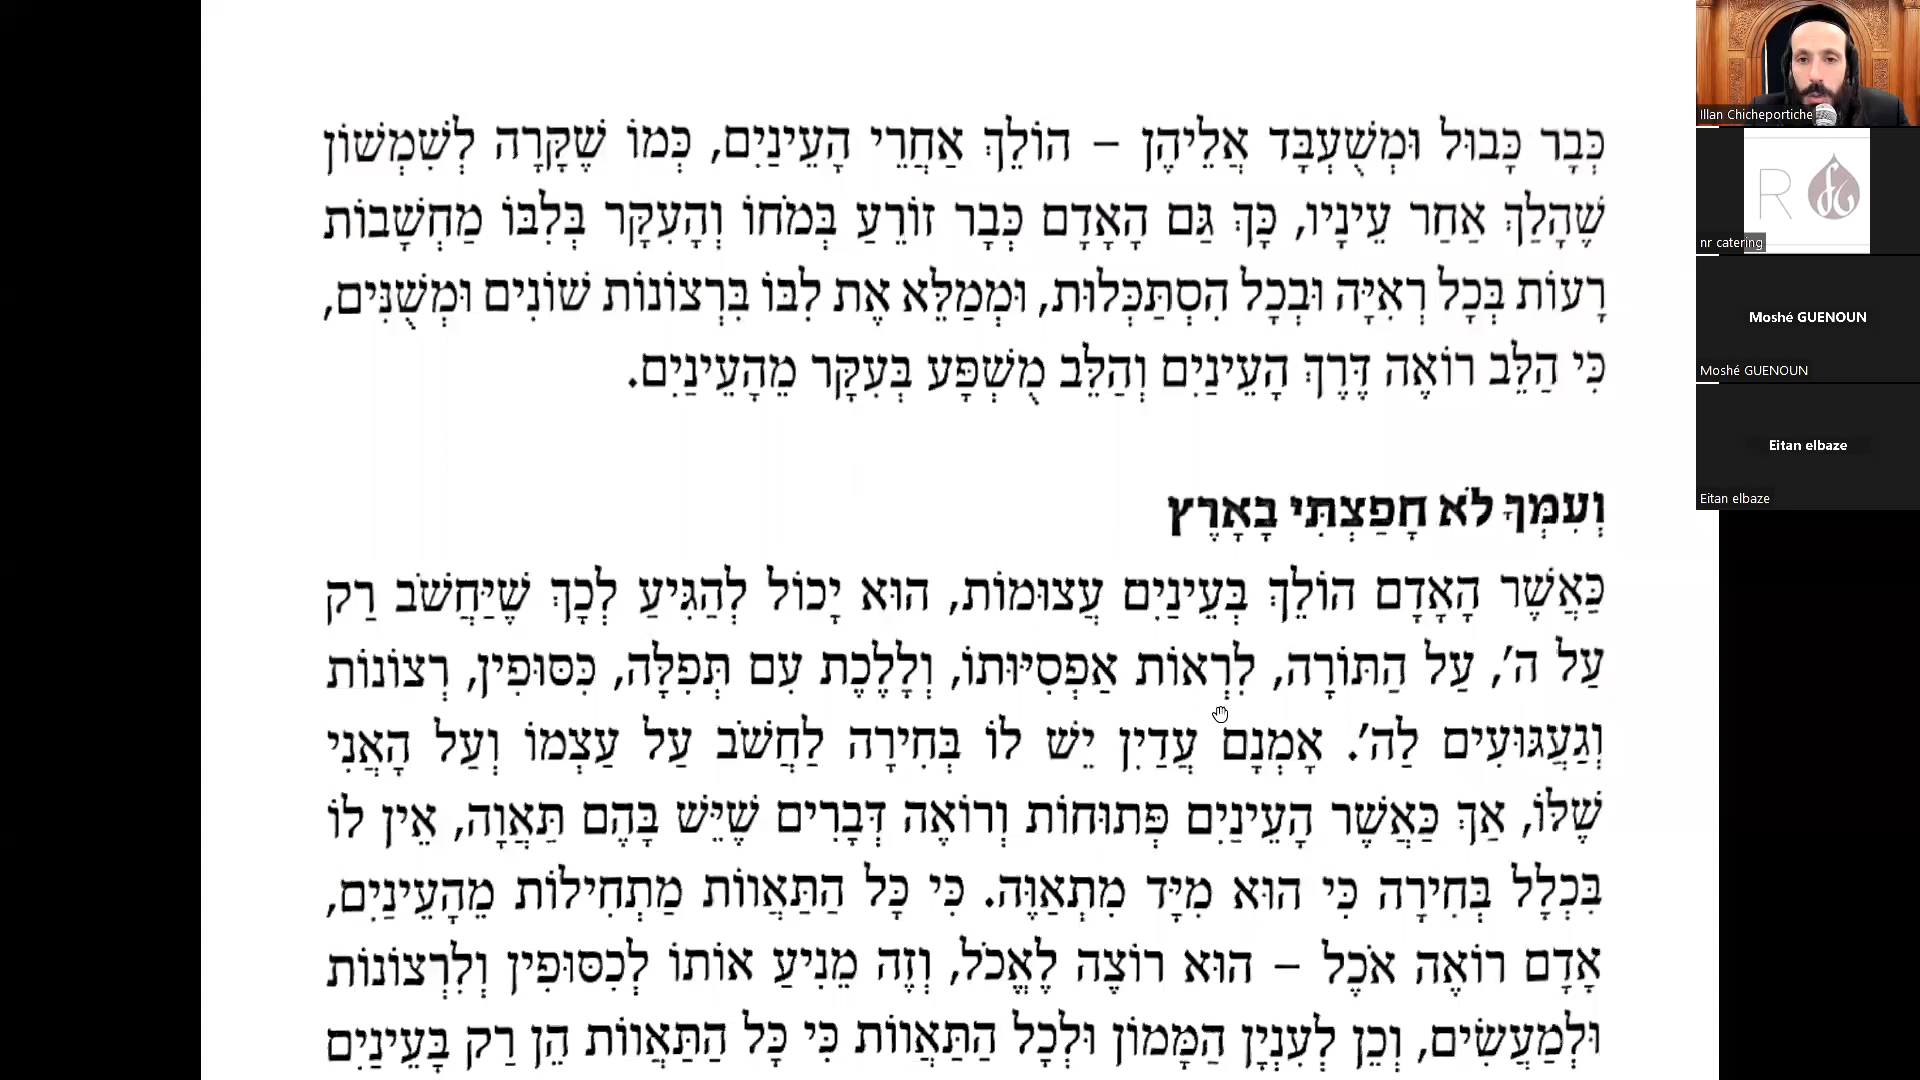 כְּבָר כָּבוּל וּמְשֻׁעְבָּד אֲלֵיהֶן – הוֹלֵךְ אַחֲרֵי הָעֵינַיִם, כְּמוֹ שֶׁקָּרָה לְשִׁמְשׁוֹן
שֶׁהָלַךְ אַחַר עֵינָיו, כָּךְ גַּם הָאָדָם כְּבָר זוֹרֵעַ בְּמֹחוֹ וְהָעִקָּר בְּלִבּוֹ מַחְשָׁבוֹת
רָעוֹת בְּכָל רְאִיָּה וּבְכָל הִסְתַּכְּלוּת, וּמְמַלֵּא אֶת לִבּוֹ בִּרְצוֹנוֹת שׁוֹנִים וּמְשֻׁנִּים,
כִּי הַלֵּב רוֹאֶה דֶּרֶךְ הָעֵינַיִם וְהַלֵּב מֻשְׁפָּע בְּעִקָּר מֵהָעֵינַיִם.
וְעִמְּךָ לֹא חָפַצְתִּי בָאָרֶץ
כַּאֲשֶׁר הָאָדָם הוֹלֵךְ בְּעֵינַיִם עֲצוּמוֹת, הוּא יָכוֹל לְהַגִּיעַ לְכָךְ שֶׁיַּחֲשֹׁב רַק
עַל ה', עַל הַתּוֹרָה, לִרְאוֹת אַפְסִיּוּתוֹ, וְלָלֶכֶת עִם תְּפִלָּה, כִּסּוּפִין, רְצוֹנוֹת
וְגַעֲגוּעִים לַה'. אָמְנָם עֲדַיִן יֵשׁ לוֹ בְּחִירָה לַחֲשֹׁב עַל עַצְמוֹ וְעַל הָאֲנִי
שֶׁלּוֹ, אַךְ כַּאֲשֶׁר הָעֵינַיִם פְּתוּחוֹת וְרוֹאֶה דְּבָרִים שֶׁיֵּשׁ בָּהֶם תַּאֲוָה, אֵין לוֹ
בִּכְלָל בְּחִירָה כִּי הוּא מִיָּד מִתְאַוֶּה. כִּי כָּל הַתַּאֲווֹת מַתְחִילוֹת מֵהָעֵינַיִם,
אָדָם רוֹאֶה אֹכֶל – הוּא רוֹצֶה לֶאֱכֹל, וְזֶה מֵנִיעַ אוֹתוֹ לְכִסּוּפִין וְלִרְצוֹנוֹת
וּלְמַעֲשִׂים, וְכֵן לְעִנְיַן הַמָּמוֹן וּלְכָל הַתַּאֲווֹת כִּי כָּל הַתַּאֲווֹת הֵן רַק בָּעֵינַיִם
Illan Chicheportiche
R
nr catering
Moshé GUENOUN
Moshé GUENOUN
Eitan elbaze
Eitan elbaze